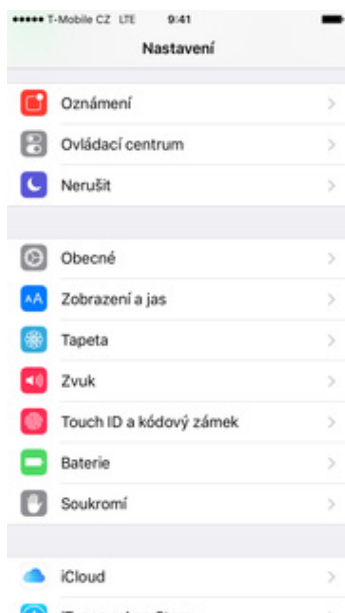 T-Mobile CZ LTE 9:41
Nastavení
Oznámení
Ovládací centrum
Nerušit
Obecné
Zobrazení a jas
Tapeta
Zvuk
Touch ID a kódový zámek
Baterie
Soukromí
iCloud